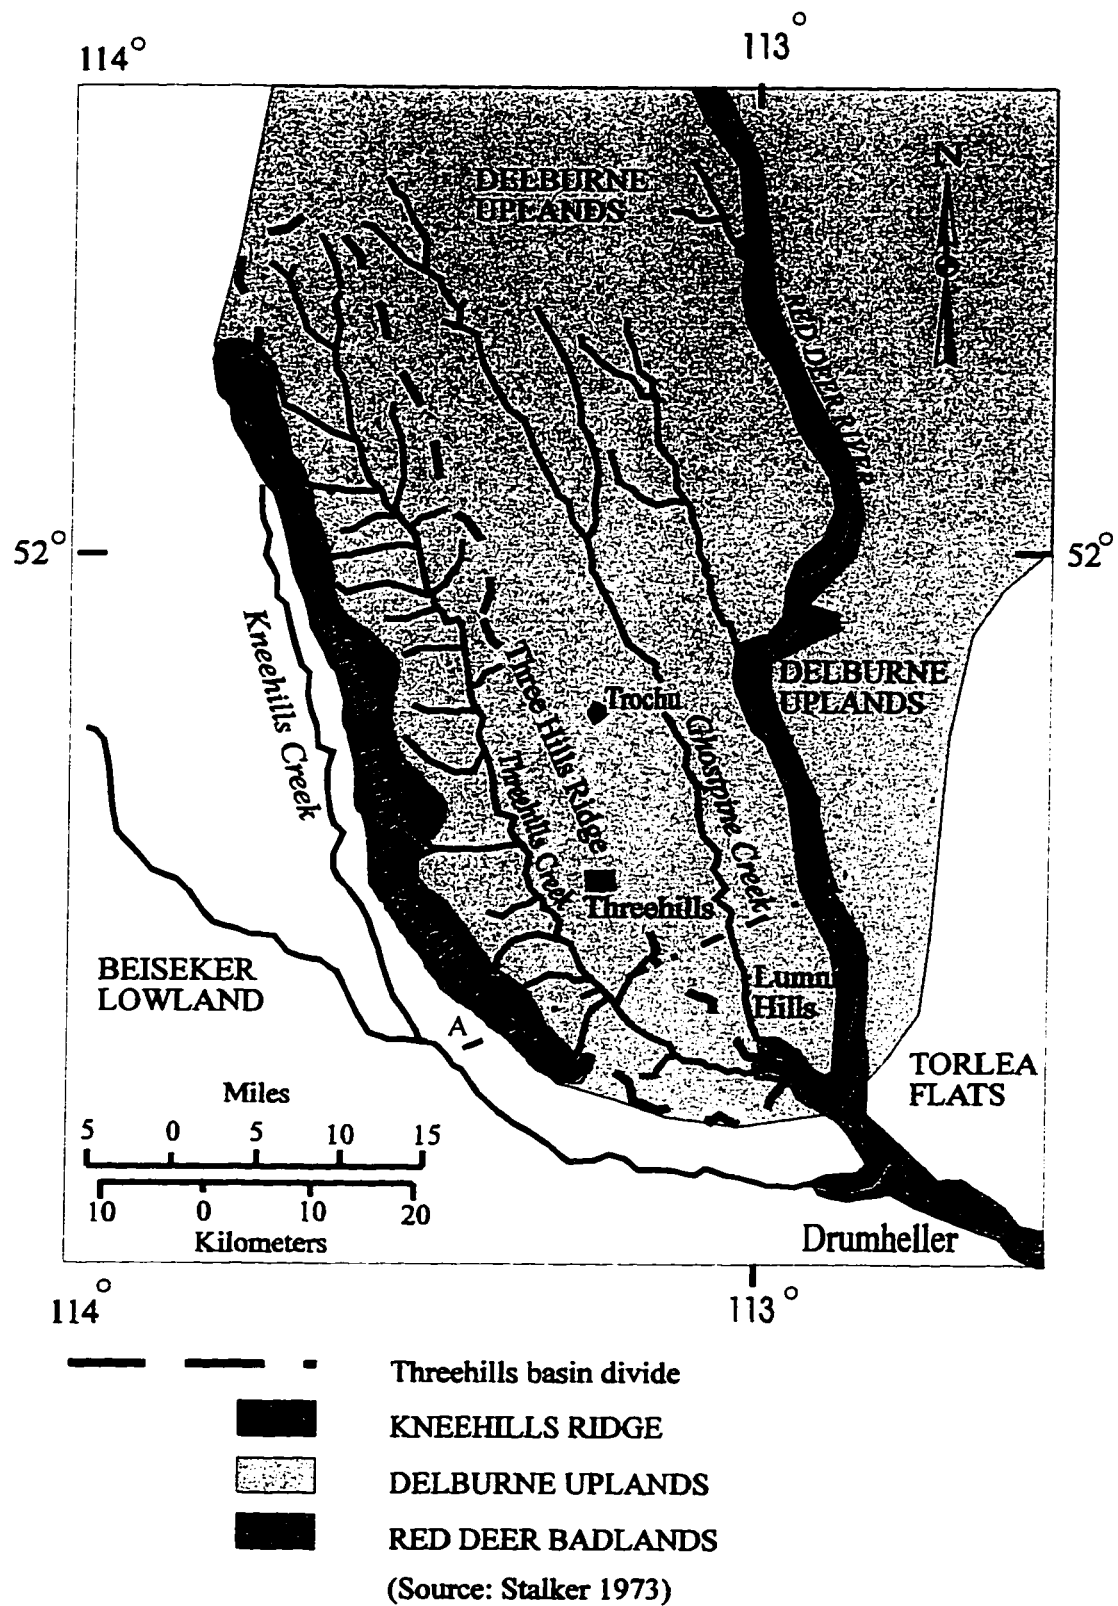 114°
113°
DELBURNE
UPLANDS
N
RED DEER RIVER
52°
52°
Kneehills Creek
Three Hills Ridge
Trochu
DELBURNE
UPLANDS
Ghostpine Creek
Threehills Creek
Threehills
BEISEKER
LOWLAND
Lumni
Hills
A
TORLEA
FLATS
Miles
5 0 5 10 15
10 0 10 20
Kilometers
Drumheller
114°
113°
Threehills basin divide
KNEEHILLS RIDGE
DELBURNE UPLANDS
RED DEER BADLANDS
(Source: Stalker 1973)